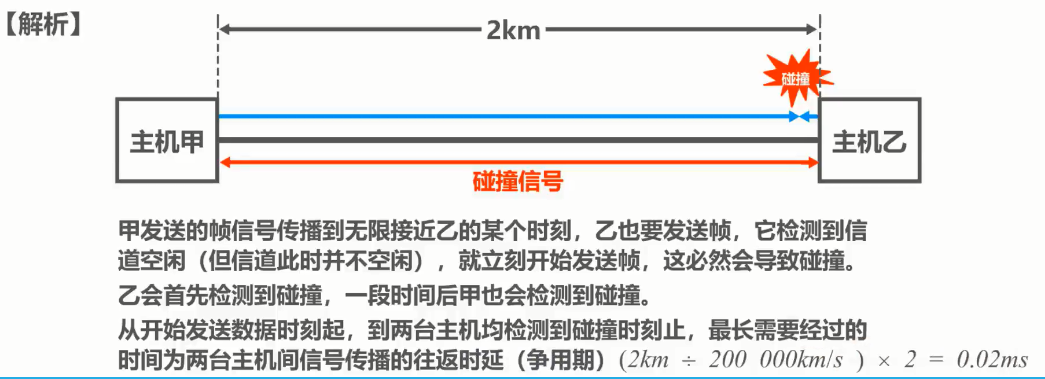 【解析】
2km
碰撞
主机甲
主机乙
碰撞信号
甲发送的帧信号传播到无限接近乙的某个时刻，乙也要发送帧，它检测到信
道空闲（但信道此时并不空闲），就立刻开始发送帧，这必然会导致碰撞。
乙会首先检测到碰撞，一段时间后甲也会检测到碰撞。
从开始发送数据时刻起，到两台主机均检测到碰撞时刻止，最长需要经过的
时间为两台主机间信号传播的往返时延（争用期）(2km ÷ 200 000km/s ) × 2 = 0.02ms